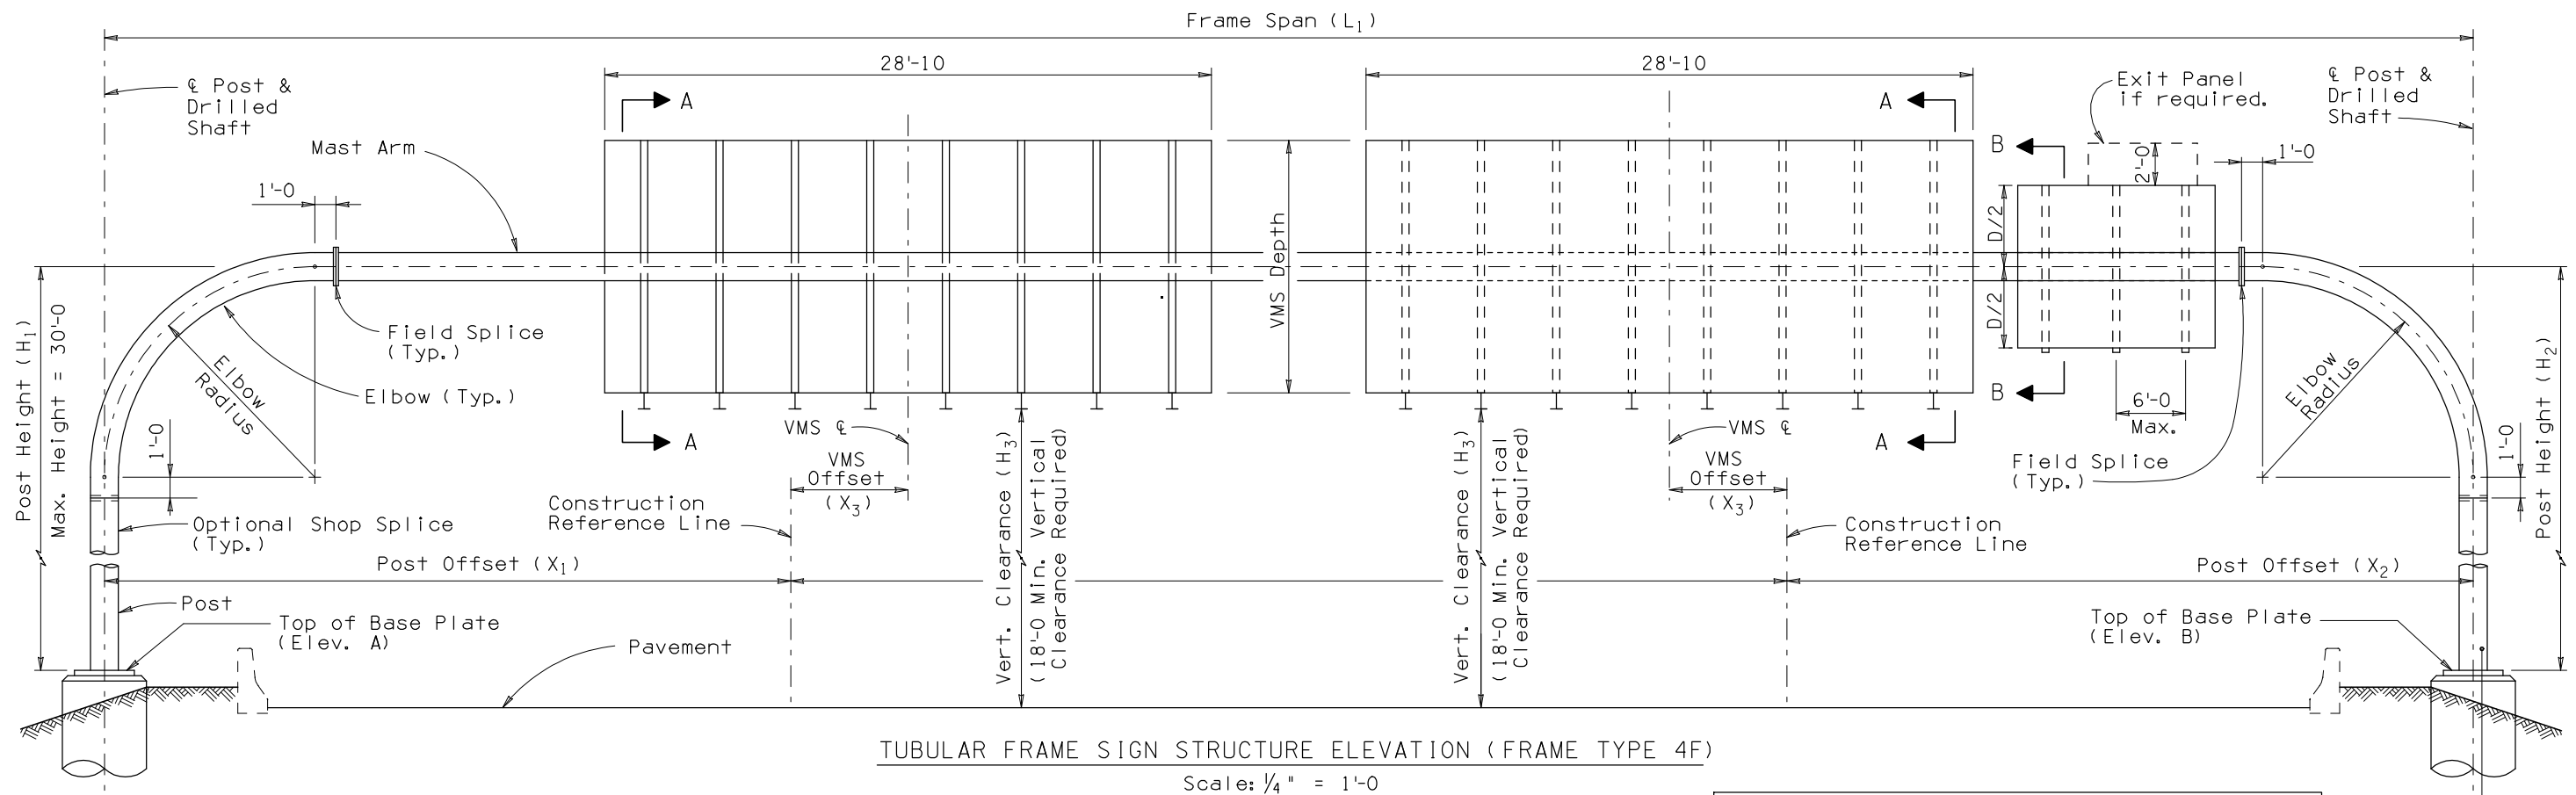 Frame Span (L1)
28'-10
28'-10
℄ Post &
Drilled
Shaft
A
A
Exit Panel
if required.
℄ Post &
Drilled
Shaft
Mast Arm
B
1'-0
1'-0
2'-0
D/2
D/2
VMS Depth
Post Height (H1)
Max. Height = 30'-0
Field Splice
(Typ.)
Elbow
Radius
Elbow (Typ.)
1'-0
A
VMS ℄
VMS
Offset
(X3)
Vert. Clearance (H3)
(18'-0 Min. Vertical
Clearance Required)
VMS ℄
VMS
Offset
(X3)
Vert. Clearance (H3)
(18'-0 Min. Vertical
Clearance Required)
A
B
6'-0
Max.
Elbow
Radius
1'-0
Post Height (H2)
Field Splice
(Typ.)
Construction
Reference Line
Optional Shop Splice
(Typ.)
Construction
Reference Line
Post Offset (X1)
Post Offset (X2)
Post
Top of Base Plate
(Elev. A)
Pavement
Top of Base Plate
(Elev. B)
TUBULAR FRAME SIGN STRUCTURE ELEVATION (FRAME TYPE 4F)
Scale: 1/4" = 1'-0